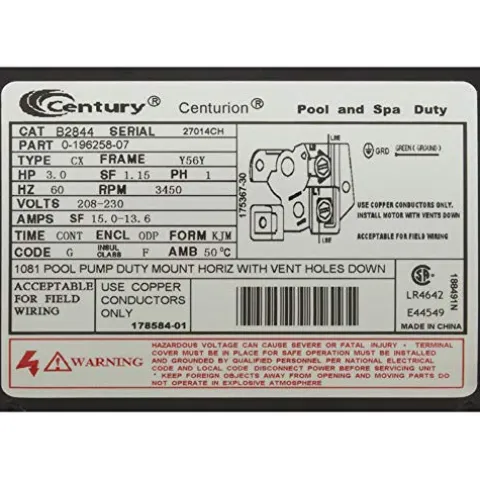 Century® Centurion® Pool and Spa Duty
CAT B2844 SERIAL 27014CH
PART 0-196258-07
TYPE CX FRAME Y56Y
HP 3.0 SF 1.15 PH 1
HZ 60 RPM 3450
VOLTS 208-230
AMPS SF 15.0-13.6
TIME CONT ENCL ODP FORM KJM
CODE G INSUL CLASS F AMB 50°C
1081 POOL PUMP DUTY MOUNT HORIZ WITH VENT HOLES DOWN
175367-30
LINE
L2
L1
LINE
GRD GREEN (GROUND)
USE COPPER CONDUCTORS ONLY.
INSTALL MOTOR WITH VENTS DOWN
ACCEPTABLE FOR FIELD WIRING
ACCEPTABLE
FOR FIELD
WIRING
USE COPPER
CONDUCTORS
ONLY
178584-01
SA
LR4642
E44549
MADE IN CHINA
188491N
WARNING
HAZARDOUS VOLTAGE CAN CAUSE SEVERE OR FATAL INJURY • TERMINAL
COVER MUST BE IN PLACE FOR SAFE OPERATION • MUST BE INSTALLED
AND GROUNDED BY QUALIFIED PERSONNEL PER NATIONAL ELECTRICAL
CODE AND LOCAL CODE DISCONNECT POWER BEFORE SERVICING
• KEEP FOREIGN OBJECTS AWAY FROM OPENING AND MOVING PARTS DO
NOT OPERATE IN EXPLOSIVE ATMOSPHERE